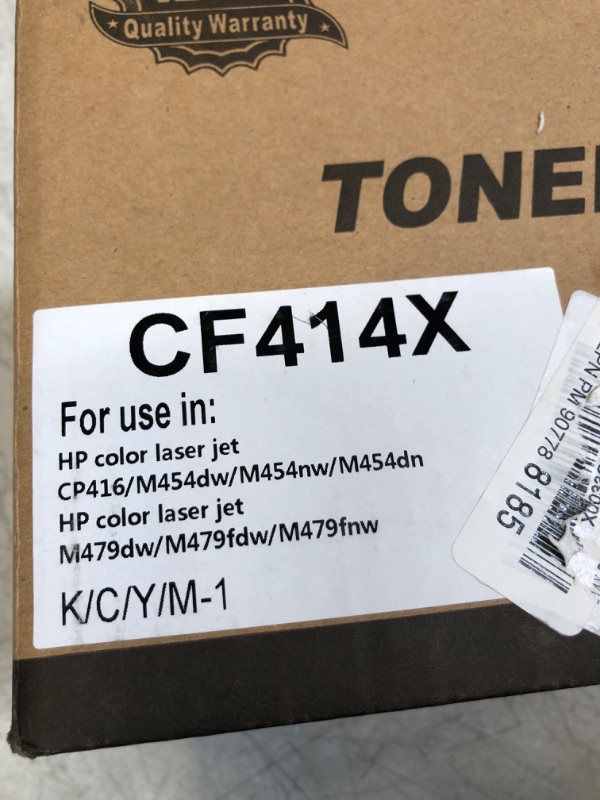 ★ Quality Warranty ★
TONE
CF414X
For use in:
HP color laser jet
CP416/M454dw/M454nw/M454dn
HP color laser jet
M479dw/M479fdw/M479fnw
K/C/Y/M-1
LPN PM 90778 8185